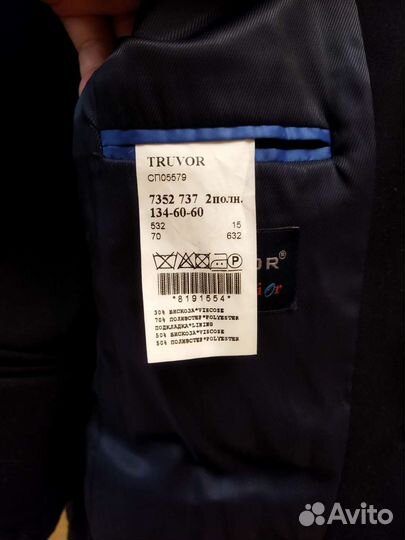 TRUVOR
СП05579
7352 737 2полн.
134-60-60
532 15
70 632
*8191554*
30% ВИСКОЗА*VISCOSE
70% ПОЛИЭСТЕР*POLYESTER
ПОДКЛАДКА*LINING
50% ВИСКОЗА*VISCOSE
50% ПОЛИЭСТЕР*POLYESTER
OR®
Avito